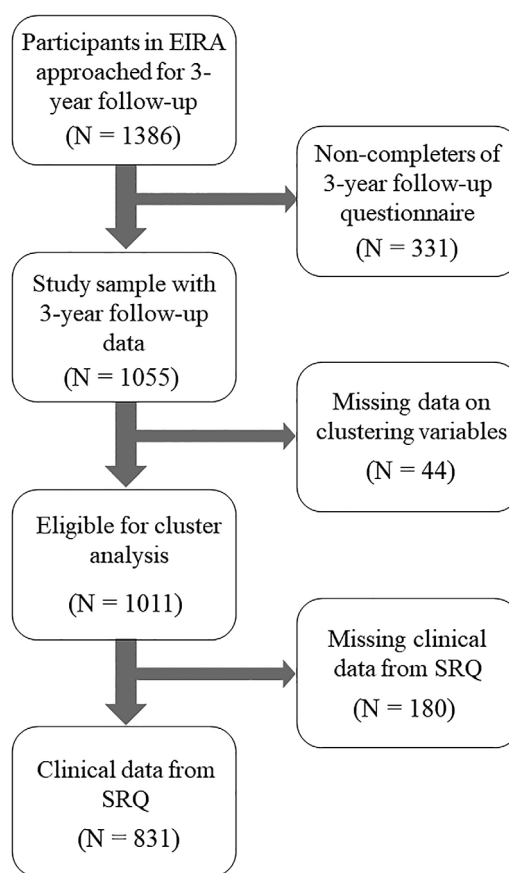 Participants in EIRA
approached for 3-
year follow-up
(N = 1386)
Non-completers of
3-year follow-up
questionnaire
(N = 331)
Study sample with
3-year follow-up
data
(N = 1055)
Missing data on
clustering variables
(N = 44)
Eligible for cluster
analysis
(N = 1011)
Missing clinical
data from SRQ
(N = 180)
Clinical data from
SRQ
(N = 831)